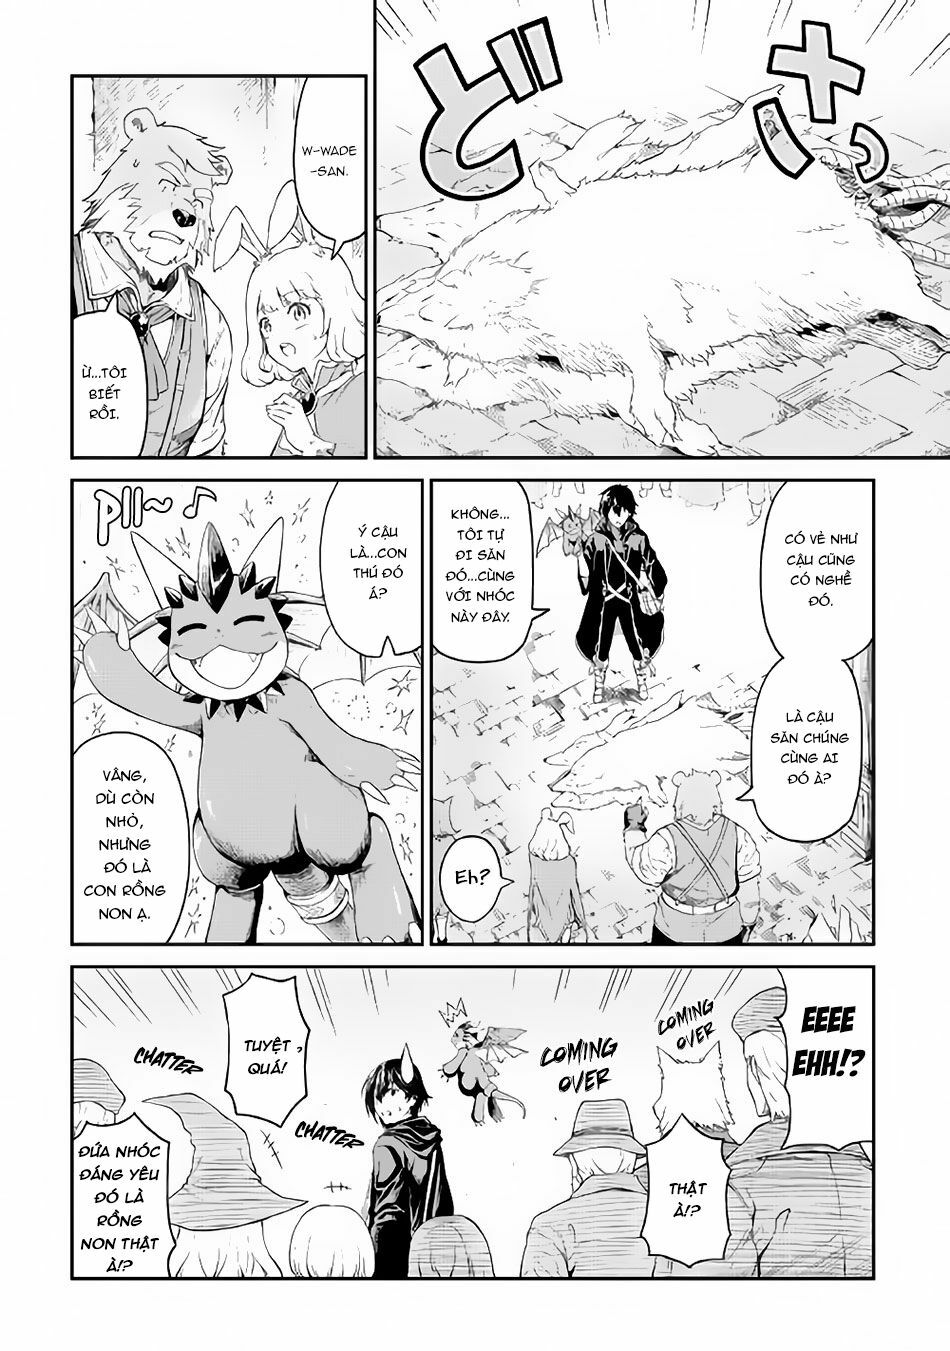 どさっ
W-WADE
-SAN.
Ừ...TÔI
BIẾT
RỒI.
CÓ VẺ NHƯ
CẬU CŨNG
CÓ NGHỀ
ĐÓ.
LÀ CẬU
SĂN CHÚNG
CÙNG AI
ĐÓ À?
KHÔNG...
TÔI TỰ
ĐI SĂN
ĐÓ...CÙNG
VỚI NHÓC
NÀY ĐÂY.
Eh?
Ý CẬU
LÀ...CON
THÚ ĐÓ
Á?
PII~♪
VÂNG,
DÙ CÒN
NHỎ,
NHƯNG
ĐÓ LÀ
CON RỒNG
NON Ạ.
EEEE
EHH!?
COMING
OVER
COMING
OVER
THẬT
À!?
TUYỆT
QUÁ!
CHATTER
CHATTER
ĐỨA NHÓC
ĐÁNG YÊU
ĐÓ LÀ
RỒNG
NON THẬT
À!?